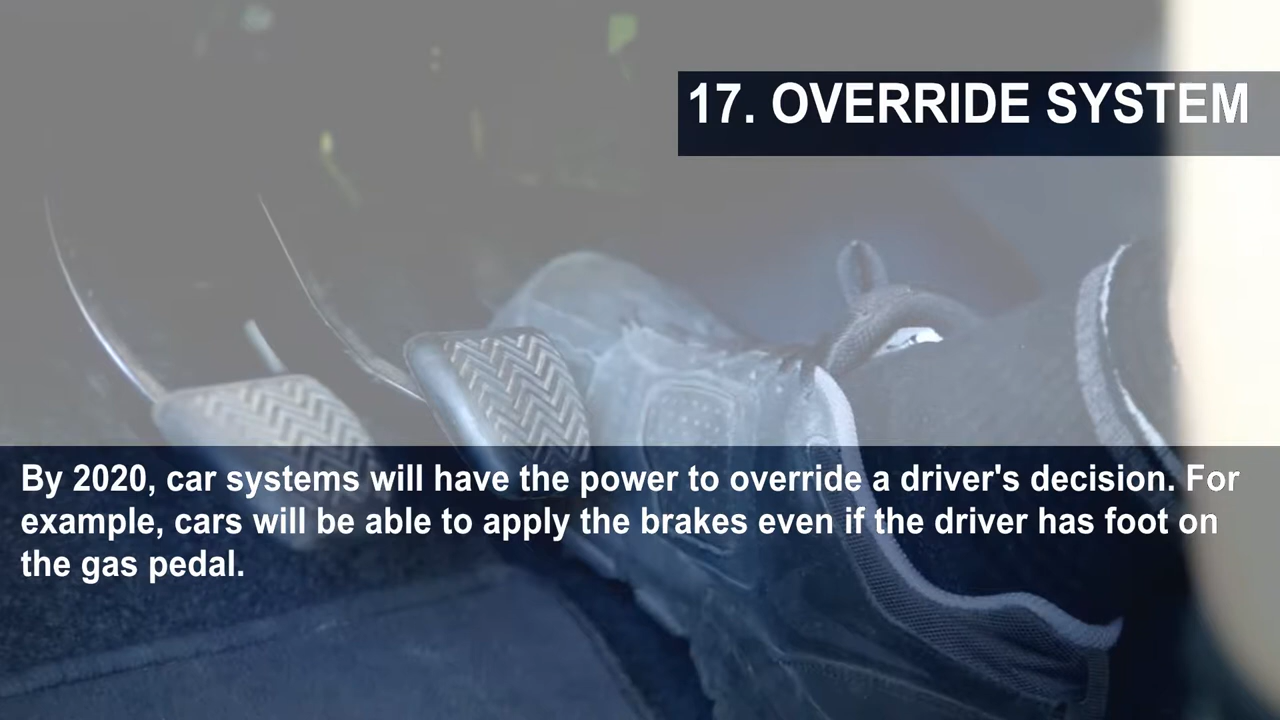 17. OVERRIDE SYSTEM
By 2020, car systems will have the power to override a driver's decision. For
example, cars will be able to apply the brakes even if the driver has foot on
the gas pedal.